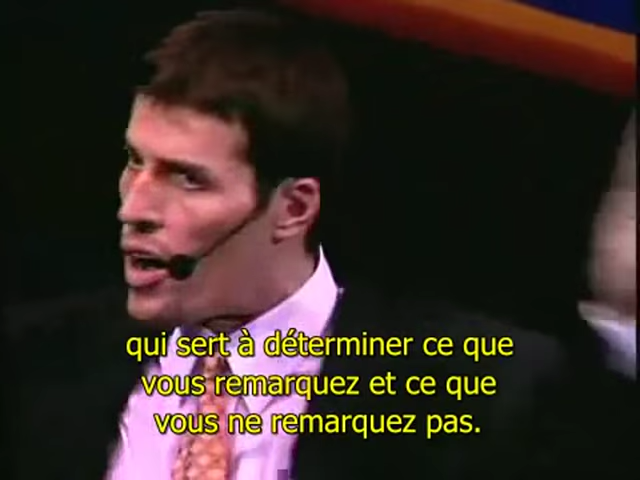 qui sert à déterminer ce que
vous remarquez et ce que
vous ne remarquez pas.